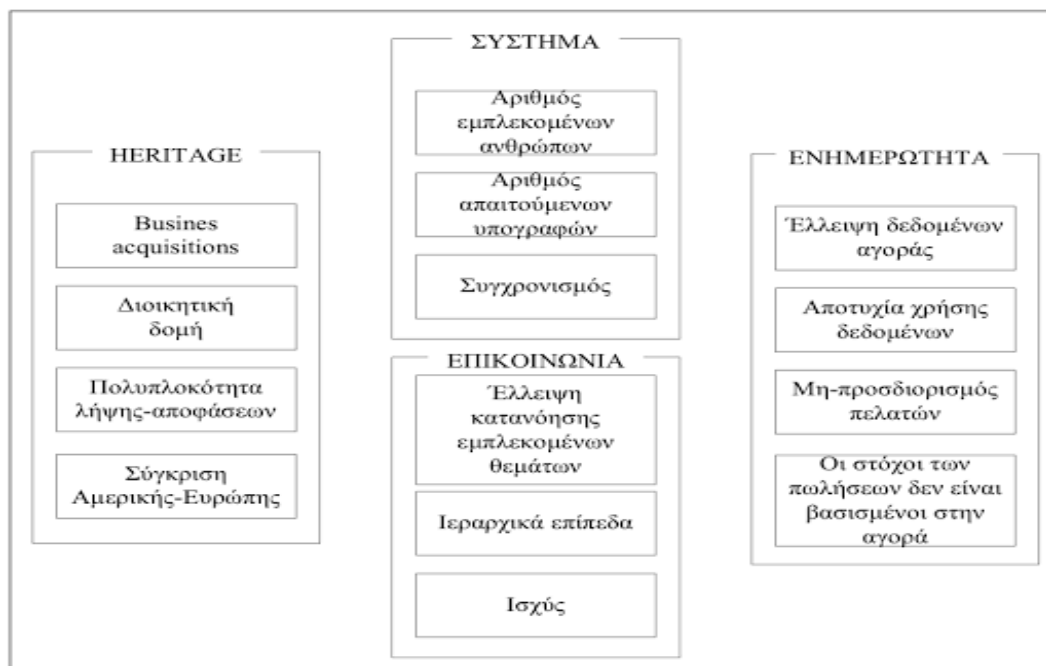 HERITAGE
Busines
acquisitions
Διοικητική
δομή
Πολυπλοκότητα
λήψης-αποφάσεων
Σύγκριση
Αμερικής-Ευρώπης
ΣΥΣΤΗΜΑ
Αριθμός
εμπλεκομένων
ανθρώπων
Αριθμός
απαιτούμενων
υπογραφών
Συγχρονισμός
ΕΠΙΚΟΙΝΩΝΙΑ
Έλλειψη
κατανόησης
εμπλεκομένων
θεμάτων
Ιεραρχικά επίπεδα
Ισχύς
ΕΝΗΜΕΡΩΤΗΤΑ
Έλλειψη δεδομένων
αγοράς
Αποτυχία χρήσης
δεδομένων
Μη-προσδιορισμός
πελατών
Οι στόχοι των
πωλήσεων δεν είναι
βασισμένοι στην
αγορά